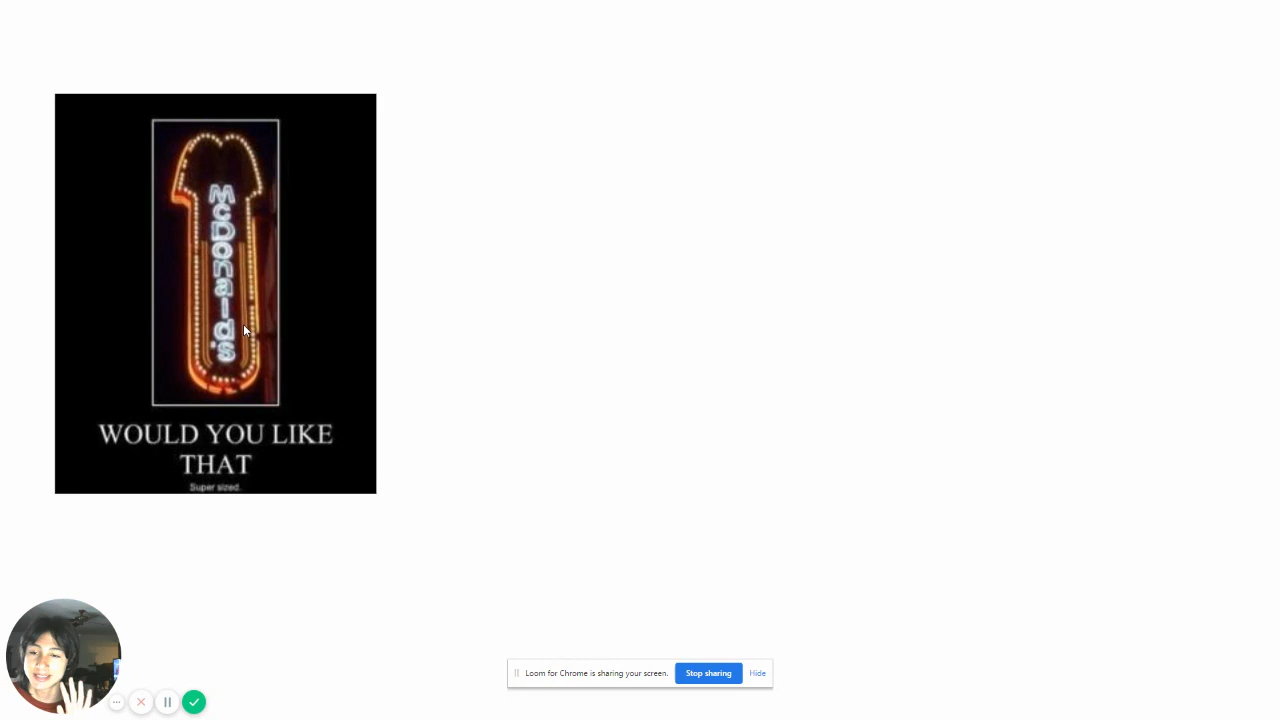 McDonald's
WOULD YOU LIKE
THAT
Super sized.
Loom for Chrome is sharing your screen.
Stop sharing
Hide